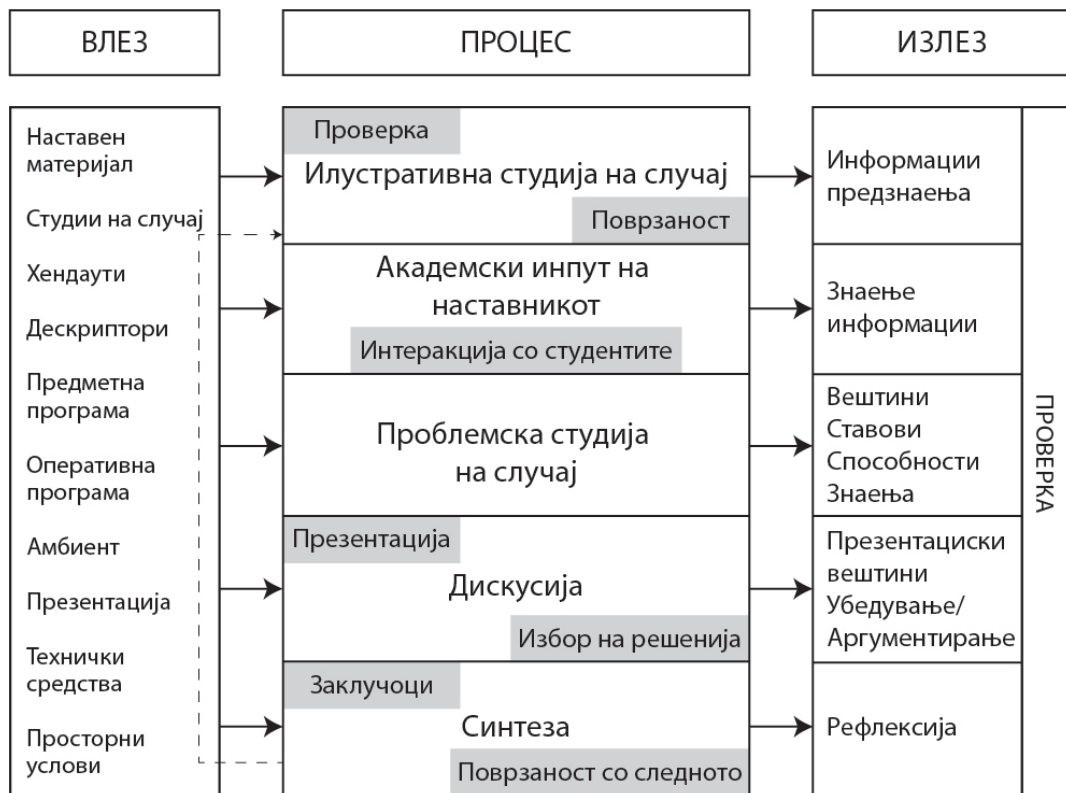 ВЛЕЗ
ПРОЦЕС
ИЗЛЕЗ
Наставен
материјал
Студии на случај
Хендаути
Дескриптори
Предметна
програма
Оперативна
програма
Амбиент
Презентација
Технички
средства
Просторни
услови
Проверка
Илустративна студија на случај
Поврзаност
Академски инпут на
наставникот
Интеракција со студентите
Проблемска студија
на случај
Презентација
Дискусија
Избор на решенија
Заклучоци
Синтеза
Поврзаност со следното
Информации
предзнаења
Знаење
информации
Вештини
Ставови
Способности
Знаења
Презентациски
вештини
Убедување/
Аргументирање
Рефлексија
ПРОВЕРКА